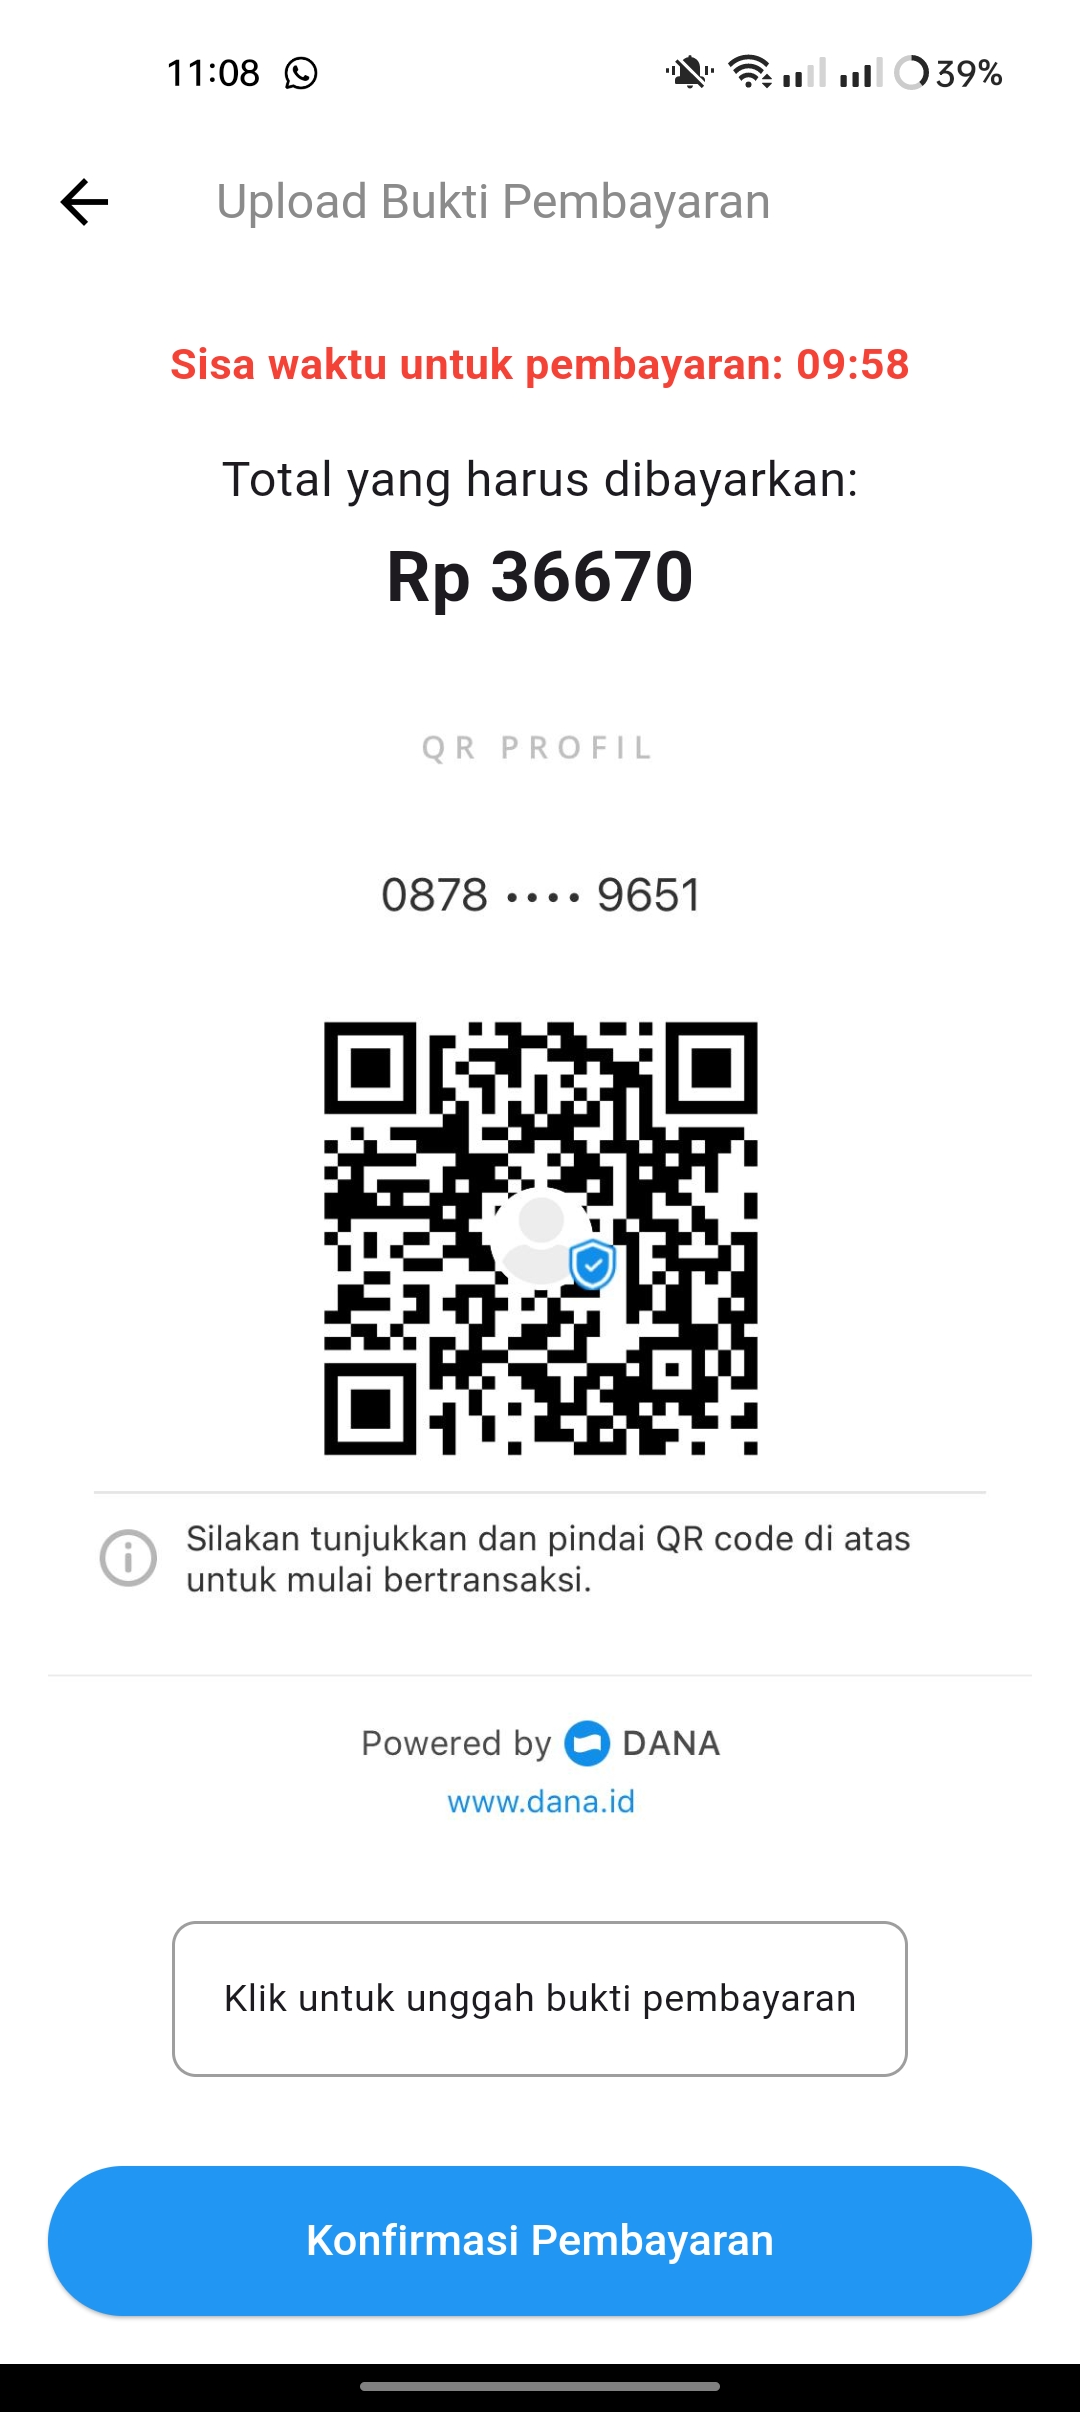 11:08
39%
Upload Bukti Pembayaran
Sisa waktu untuk pembayaran: 09:58
Total yang harus dibayarkan:
Rp 36670
QR PROFIL
0878 •••• 9651
Silakan tunjukkan dan pindai QR code di atas
untuk mulai bertransaksi.
Powered by DANA
www.dana.id
Klik untuk unggah bukti pembayaran
Konfirmasi Pembayaran